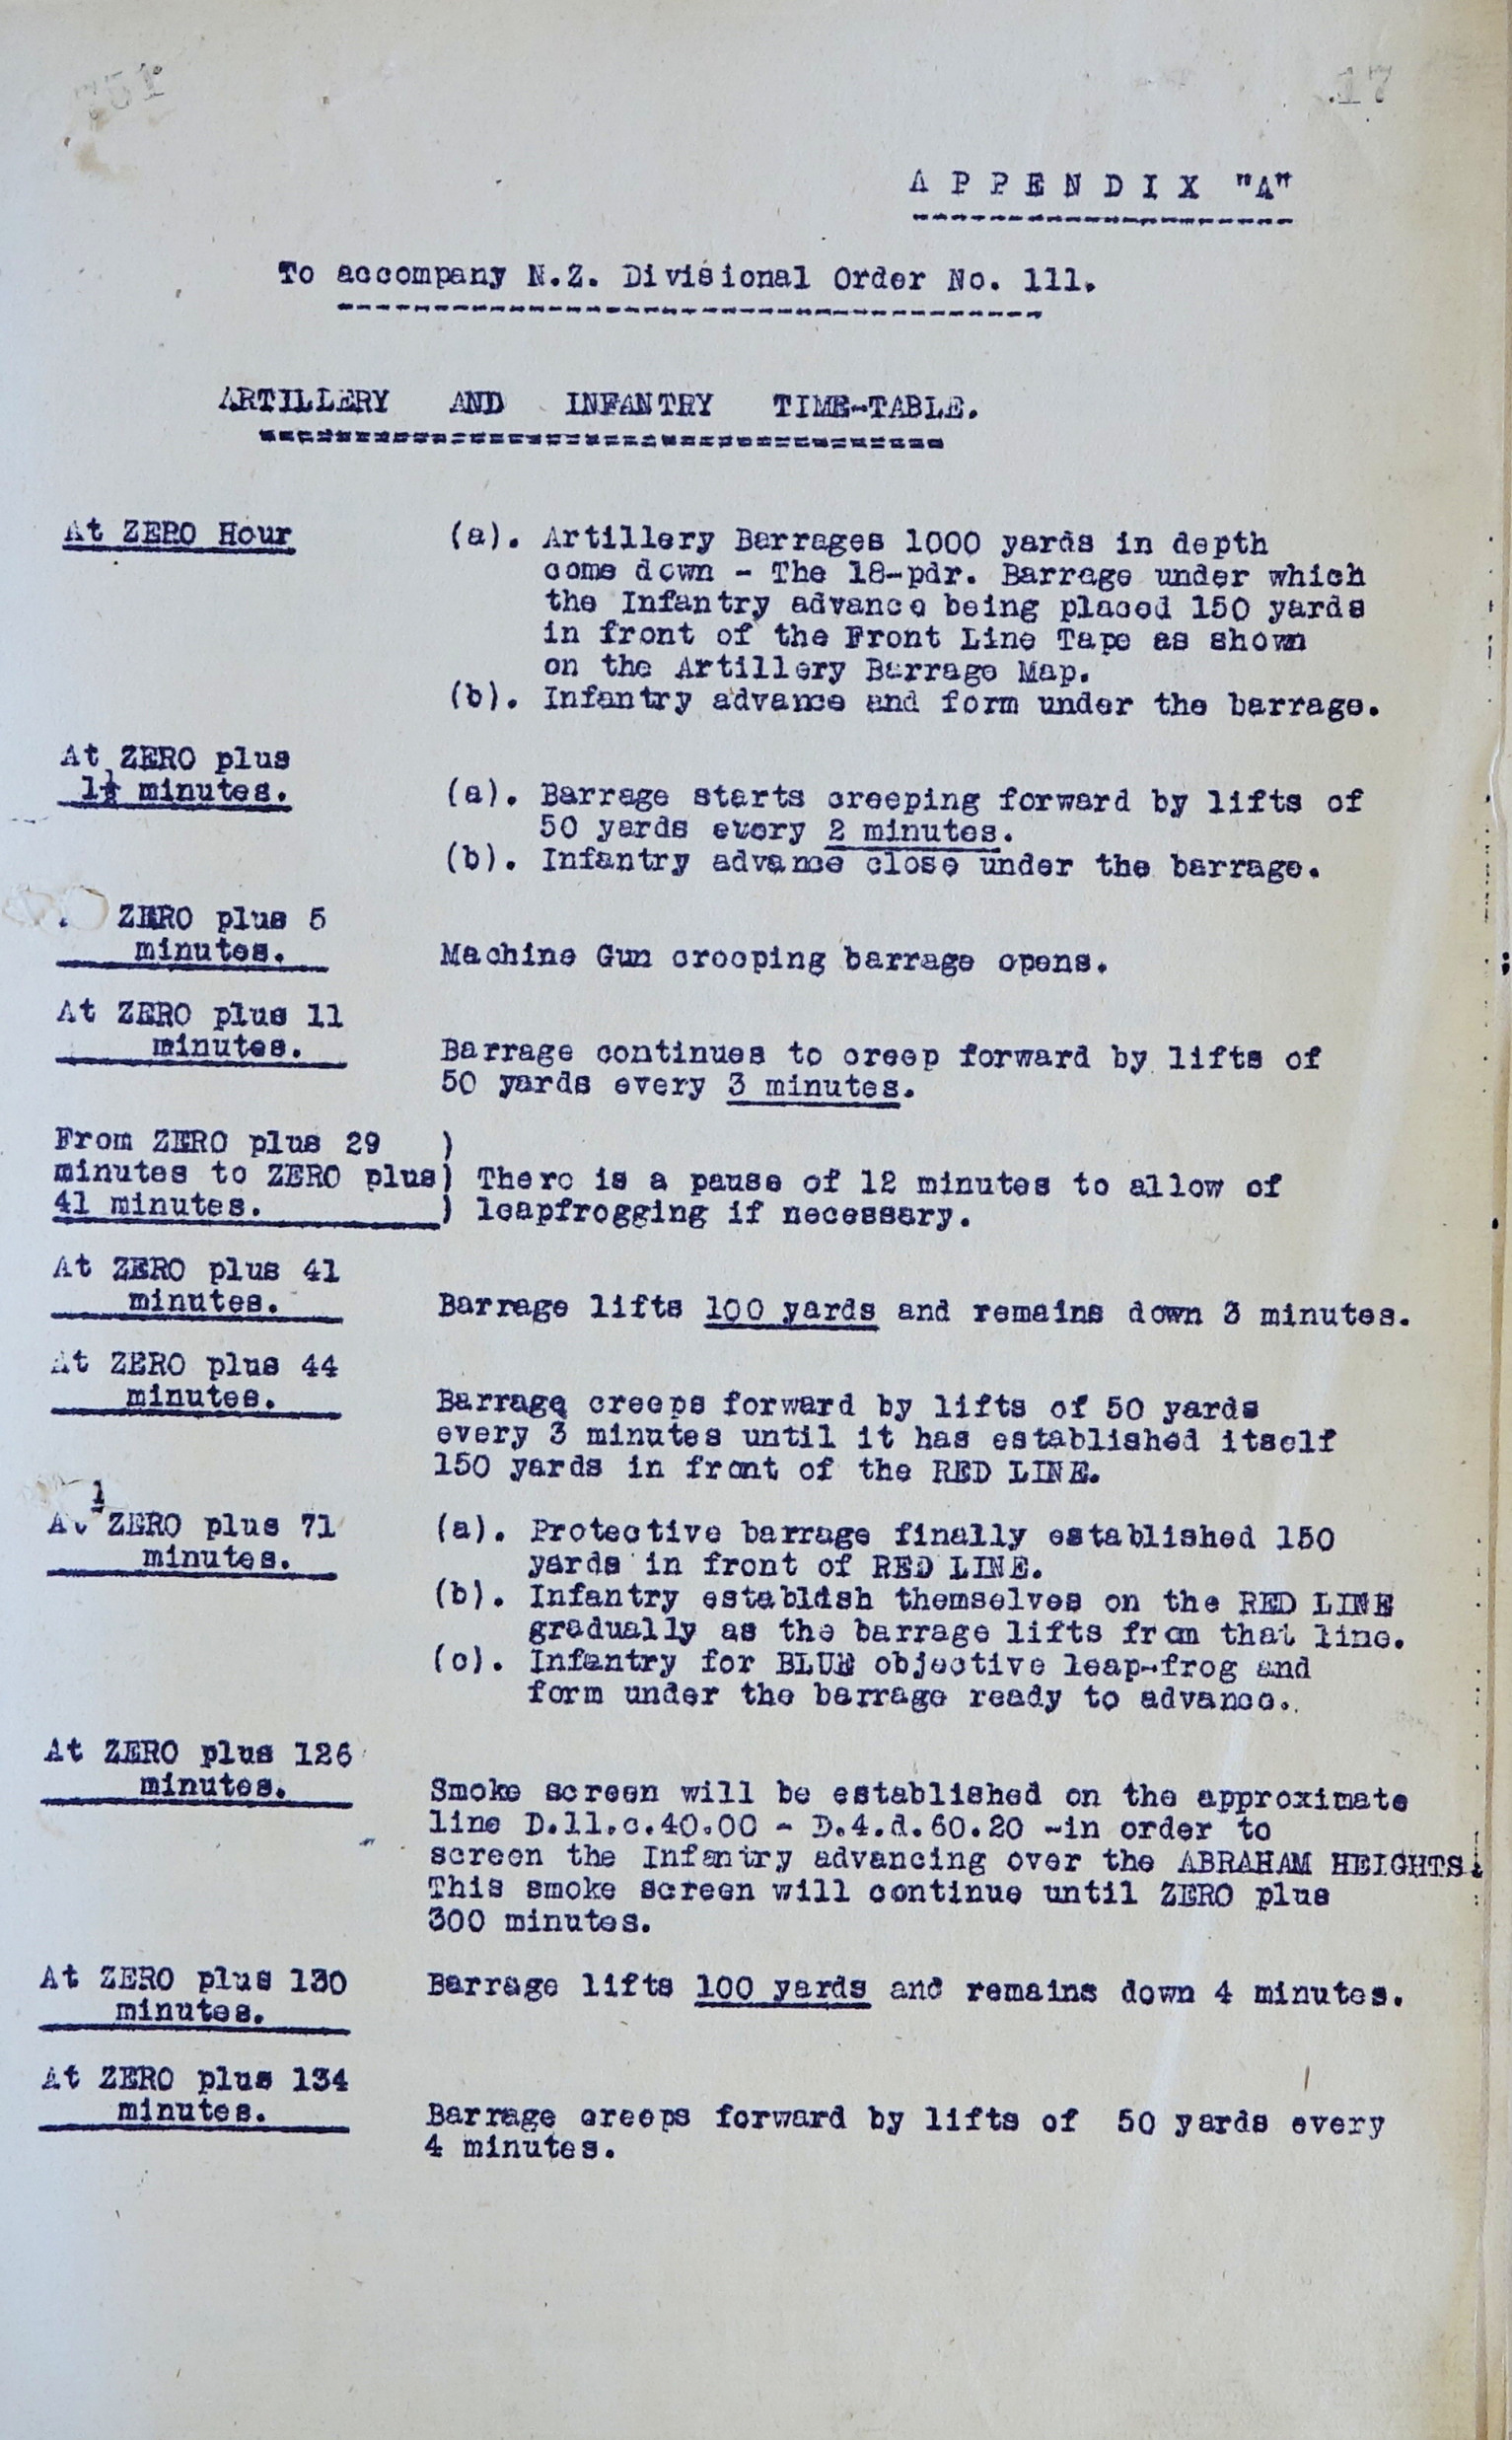 17.
A P P E N D I X "A"
To accompany N.Z. Divisional Order No. 111.
ARTILLERY AND INFANTRY TIME-TABLE.
At ZERO Hour
(a). Artillery Barrages 1000 yards in depth
come down - The 18-pdr. Barrage under which
the Infantry advance being placed 150 yards
in front of the Front Line Tape as shown
on the Artillery Barrage Map.
(b). Infantry advance and form under the barrage.
At ZERO plus
minutes.
(a). Barrage starts creeping forward by lifts of
50 yards every 2 minutes.
(b). Infantry advance close under the barrage.
ZERO plus 5
minutes.
Machine Gun creeping barrage opens.
At ZERO plus 11
minutes.
Barrage continues to creep forward by lifts of
50 yards every 3 minutes.
From ZERO plus 29 )
minutes to ZERO plus) There is a pause of 12 minutes to allow of
41 minutes. ) leapfrogging if necessary.
At ZERO plus 41
minutes.
Barrage lifts 100 yards and remains down 3 minutes.
At ZERO plus 44
minutes.
Barrage creeps forward by lifts of 50 yards
every 3 minutes until it has established itself
150 yards in front of the RED LINE.
1
At ZERO plus 71
minutes.
(a). Protective barrage finally established 150
yards in front of RED LINE.
(b). Infantry establish themselves on the RED LINE
gradually as the barrage lifts from that line.
(c). Infantry for BLUE objective leap-frog and
form under the barrage ready to advance.
At ZERO plus 126
minutes.
Smoke screen will be established on the approximate
line D.11.c.40.00 - D.4.d.60.20 -in order to
screen the Infantry advancing over the ABRAHAM HEIGHTS.
This smoke screen will continue until ZERO plus
300 minutes.
At ZERO plus 130
minutes.
Barrage lifts 100 yards and remains down 4 minutes.
At ZERO plus 134
minutes.
Barrage creeps forward by lifts of 50 yards every
4 minutes.